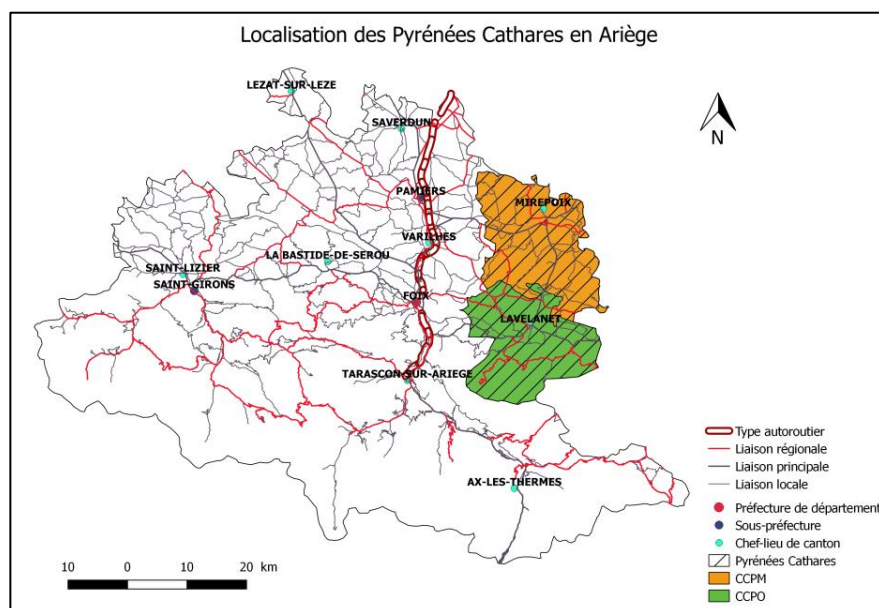 Localisation des Pyrénées Cathares en Ariège
LEZAT-SUR-LEZE
SAVERDUN
N
PAMIERS
MIREFOIX
VARILHES
LA BASTIDE-DE-SEROU
SAINT-LIZIER
SAINT-GIRONS
FOIX
LAVELANET
TARASCON-SUR-ARIEGE
AX-LES-THERMES
Type autoroutier
Liaison régionale
Liaison principale
Liaison locale
Préfecture de département
Sous-préfecture
Chef-lieu de canton
Pyrénées Cathares
CCPM
CCPO
10 0 10 20 km